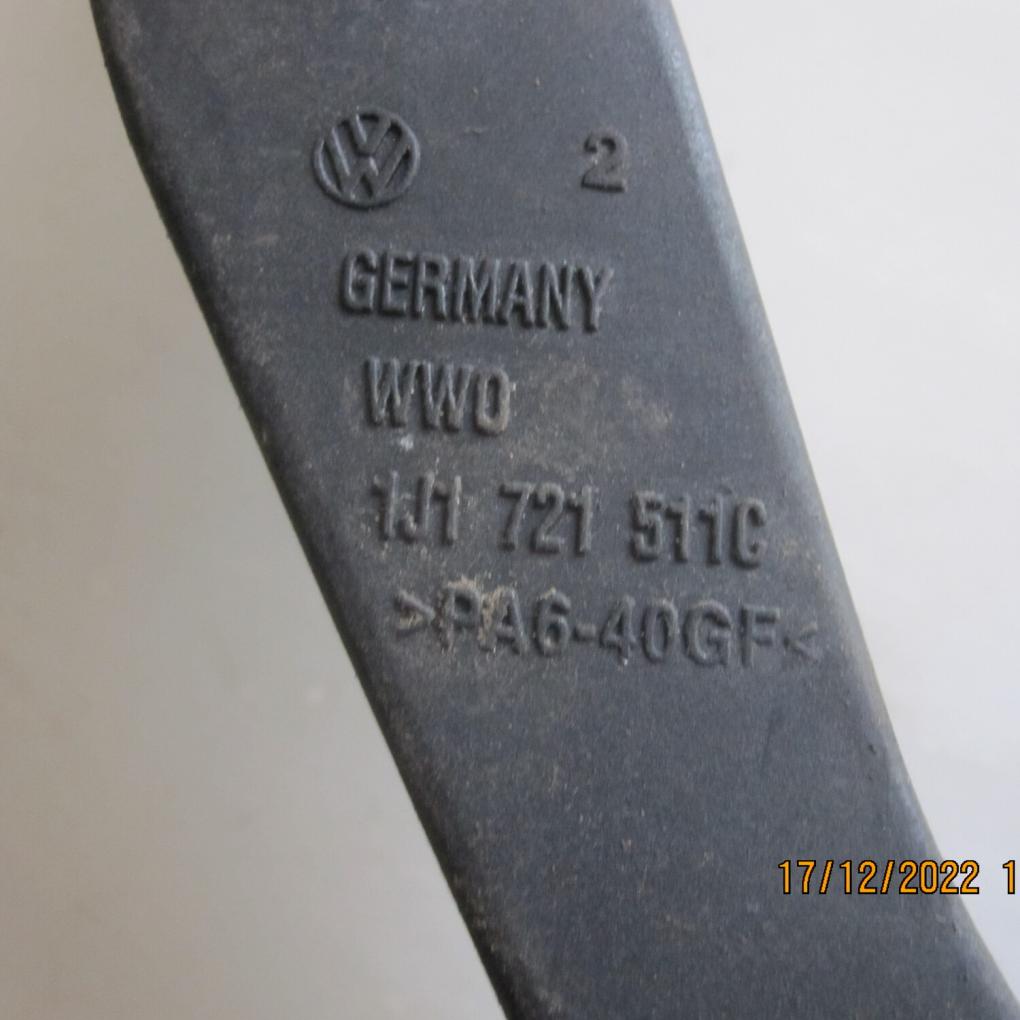 2
GERMANY
WWO
1J1 721 511C
>PA6-40GF<
17/12/2022 1